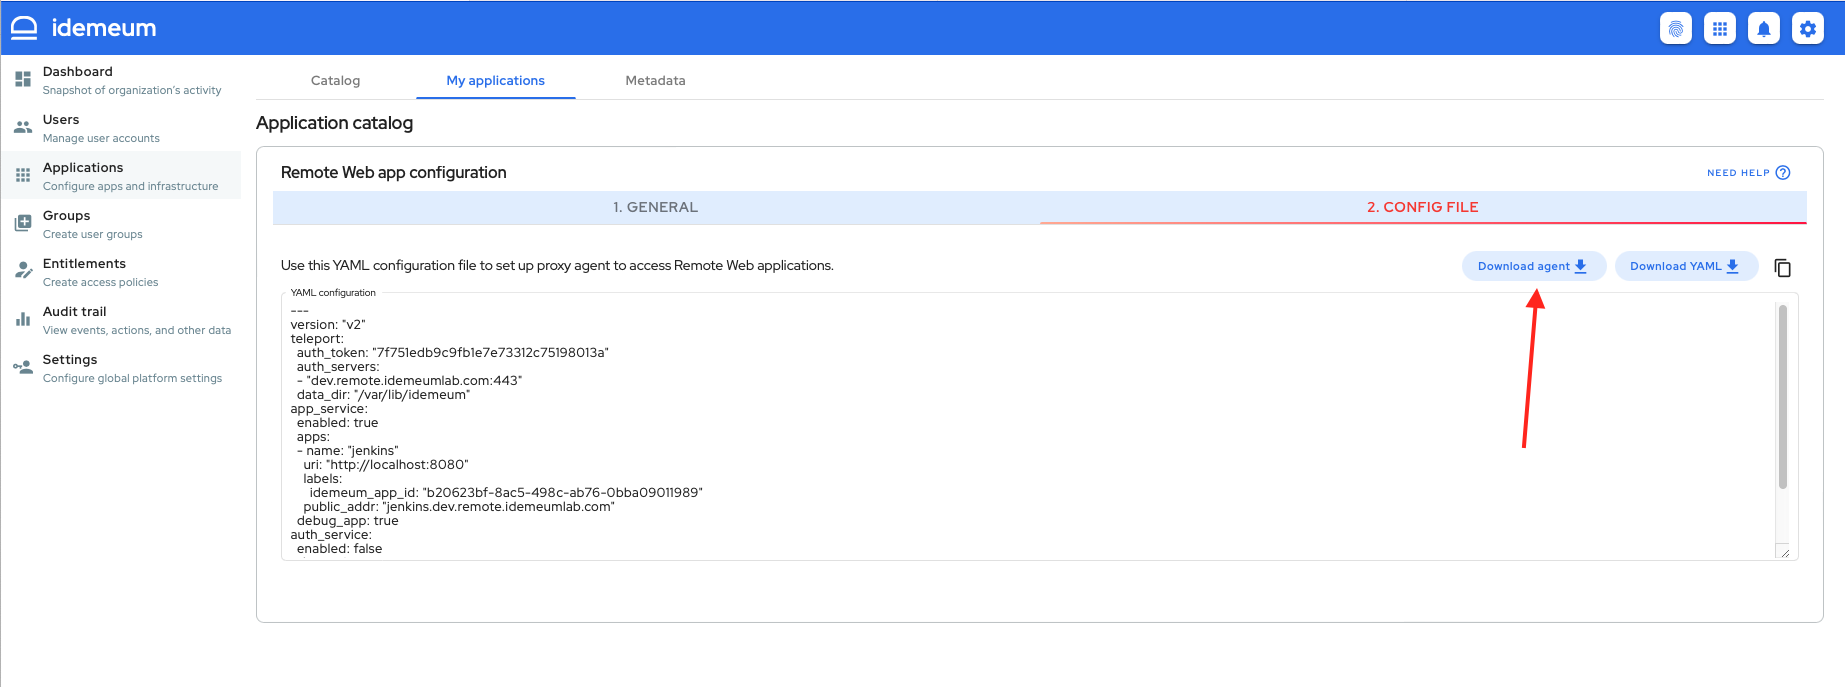 idemeum
Dashboard
Snapshot of organization's activity
Users
Manage user accounts
Applications
Configure apps and infrastructure
Groups
Create user groups
Entitlements
Create access policies
Audit trail
View events, actions, and other data
Settings
Configure global platform settings
Catalog
My applications
Metadata
Application catalog
Remote Web app configuration
NEED HELP ?
1. GENERAL
2. CONFIG FILE
Use this YAML configuration file to set up proxy agent to access Remote Web applications.
Download agent
Download YAML
YAML configuration
---
version: "v2"
teleport:
  auth_token: "7f751edb9c9fb1e7e73312c75198013a"
  auth_servers:
  - "dev.remote.idemeumlab.com:443"
  data_dir: "/var/lib/idemeum"
app_service:
  enabled: true
  apps:
  - name: "jenkins"
    uri: "http://localhost:8080"
    labels:
      idemeum_app_id: "b20623bf-8ac5-498c-ab76-0bba09011989"
    public_addr: "jenkins.dev.remote.idemeumlab.com"
  debug_app: true
auth_service:
  enabled: false